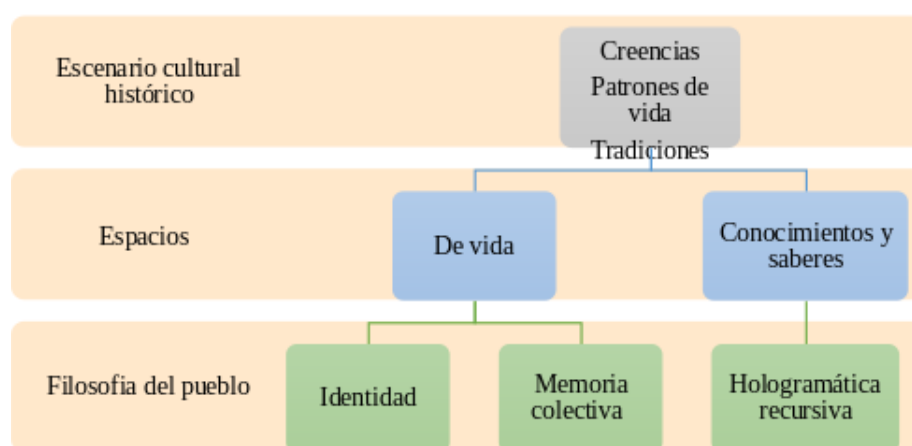 Escenario cultural
histórico
Creencias
Patrones de
vida
Tradiciones
Espacios
De vida
Conocimientos y
saberes
Filosofia del pueblo
Identidad
Memoria
colectiva
Hologramática
recursiva